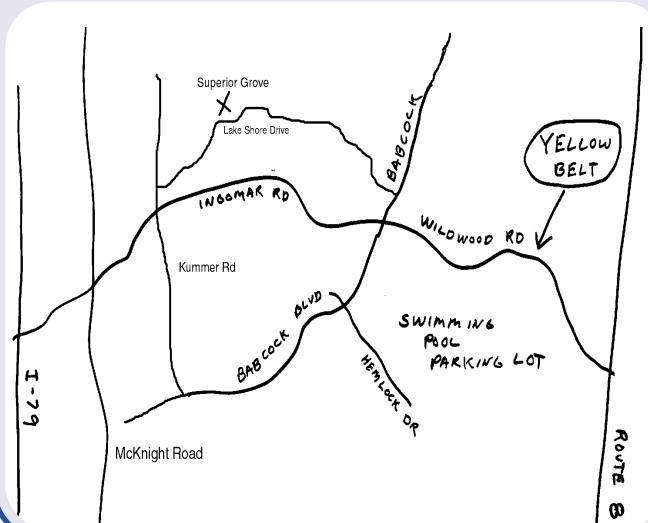 Superior Grove
Lake Shore Drive
BABCOCK
YELLOW
BELT
INGOMAR RD
WILDWOOD RD
Kummer Rd
BABCOCK BLVD
SWIMMING
POOL
PARKING LOT
HEMLOCK DR
I-79
McKnight Road
ROUTE 8